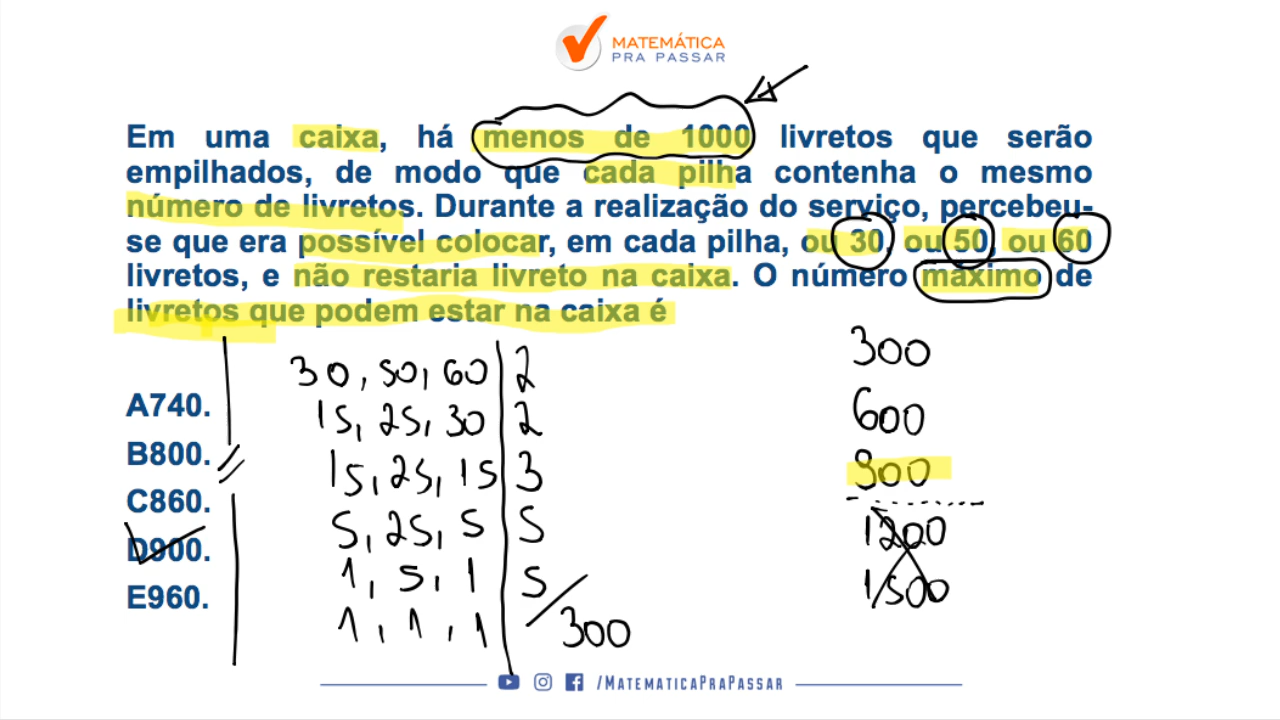 MATEMÁTICA
PRA PASSAR
Em uma caixa, há menos de 1000 livretos que serão
empilhados, de modo que cada pilha contenha o mesmo
número de livretos. Durante a realização do serviço, percebeu-
se que era possível colocar, em cada pilha, ou 30, ou 50, ou 60
livretos, e não restaria livreto na caixa. O número máximo de
livretos que podem estar na caixa é
A740.
B800.
C860.
D900.
E960.
30, 50, 60 2
15, 25, 30 2
15, 25, 15 3
5, 25, 5 5
1, 5, 1 5
1, 1, 1 300
300
600
900
1200
1500
/MATEMATICAPRAPASSAR